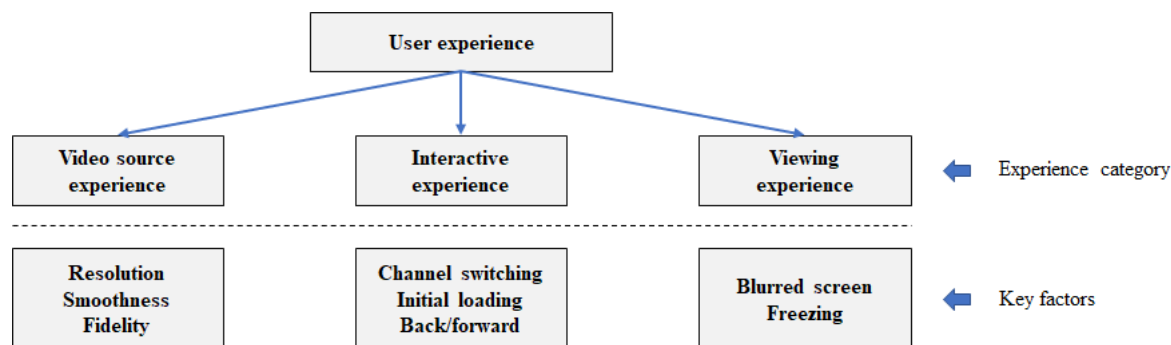 User experience
Video source
experience
Interactive
experience
Viewing
experience
Experience category
Resolution
Smoothness
Fidelity
Channel switching
Initial loading
Back/forward
Blurred screen
Freezing
Key factors